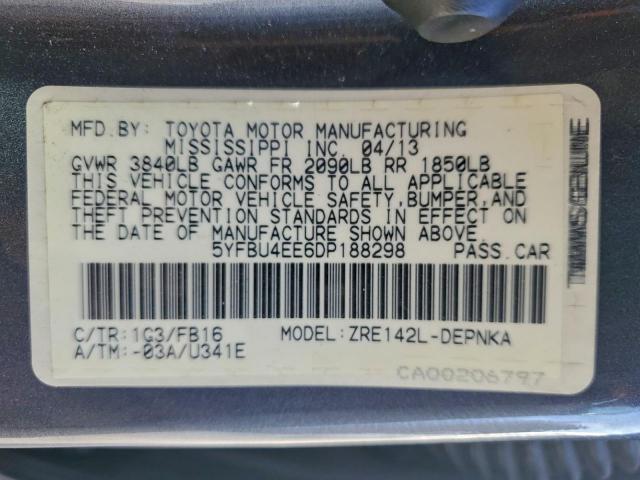 MFD.BY: TOYOTA MOTOR MANUFACTURING
MISSISSIPPI INC. 04/13
GVWR 3840LB GAWR FR 2090LB RR 1850LB
THIS VEHICLE CONFORMS TO ALL APPLICABLE
FEDERAL MOTOR VEHICLE SAFETY, BUMPER, AND
THEFT PREVENTION STANDARDS IN EFFECT ON
THE DATE OF MANUFACTURE SHOWN ABOVE.
5YFBU4EE6DP188298 PASS.CAR
C/TR:1G3/FB16 MODEL:ZRE142L-DEPNKA
A/TM:-03A/U341E
CA00206797